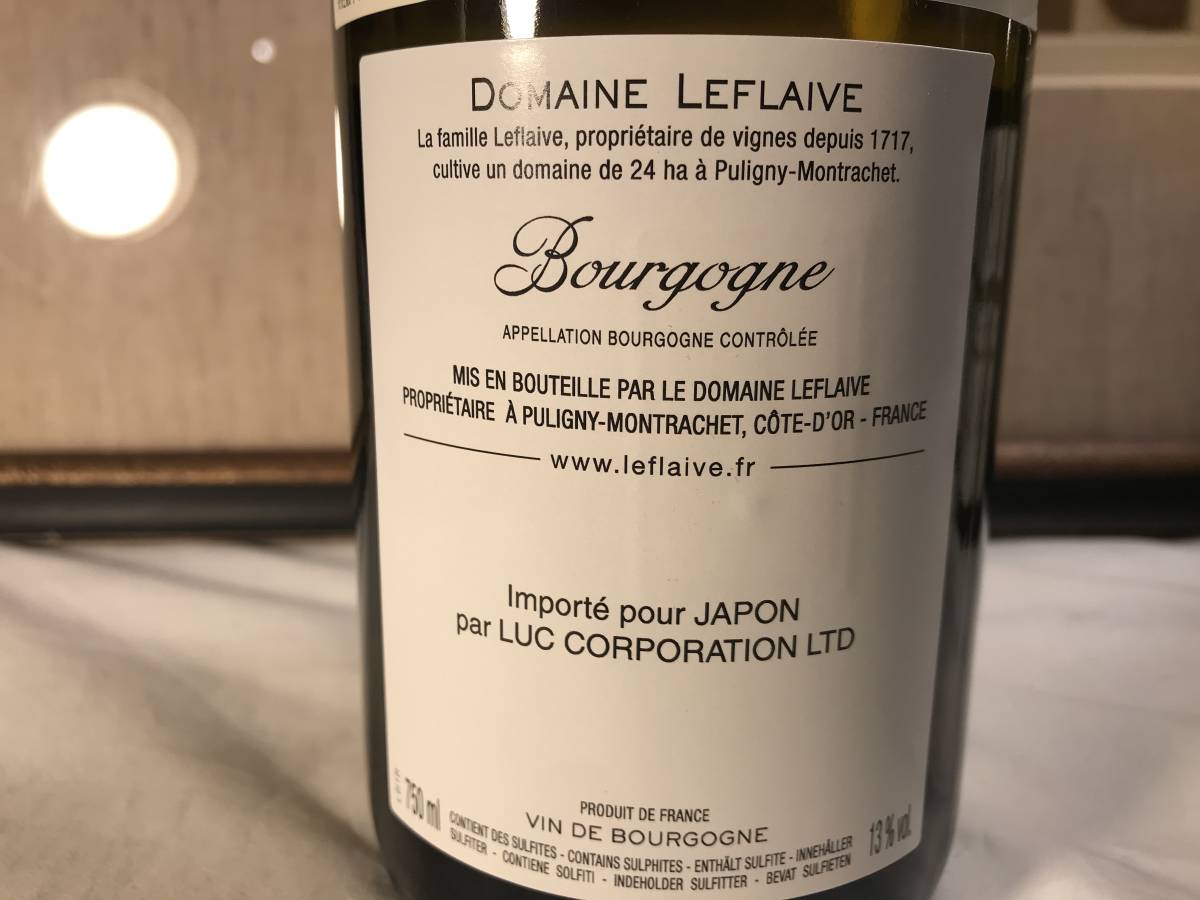 DOMAINE LEFLAIVE
La famille Leflaive, propriétaire de vignes depuis 1717,
cultive un domaine de 24 ha à Puligny-Montrachet.
Bourgogne
APPELLATION BOURGOGNE CONTRÔLÉE
MIS EN BOUTEILLE PAR LE DOMAINE LEFLAIVE
PROPRIÉTAIRE À PULIGNY-MONTRACHET, CÔTE-D'OR - FRANCE
www.leflaive.fr
Importé pour JAPON
par LUC CORPORATION LTD
750 ml
PRODUIT DE FRANCE
VIN DE BOURGOGNE
13 % vol.
CONTIENT DES SULFITES - CONTAINS SULPHITES - ENTHÄLT SULFITE - INNEHÅLLER
SULFITER - CONTIENE SOLFITI - INDEHOLDER SULFITTER - BEVAT SULFIETEN